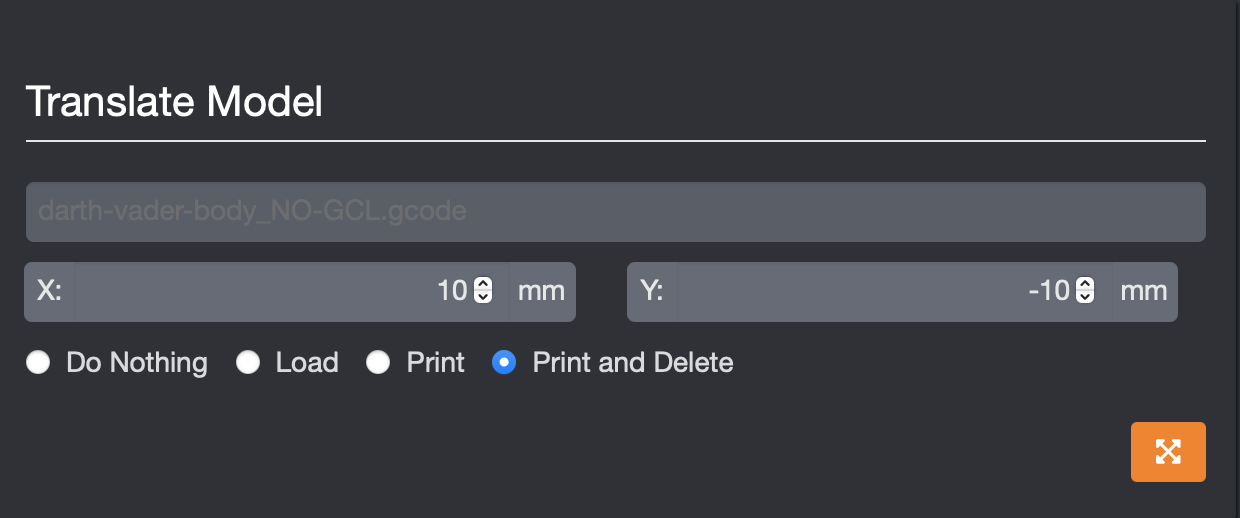 Translate Model
darth-vader-body_NO-GCL.gcode
X: 10 mm Y: -10 mm
Do Nothing Load Print Print and Delete